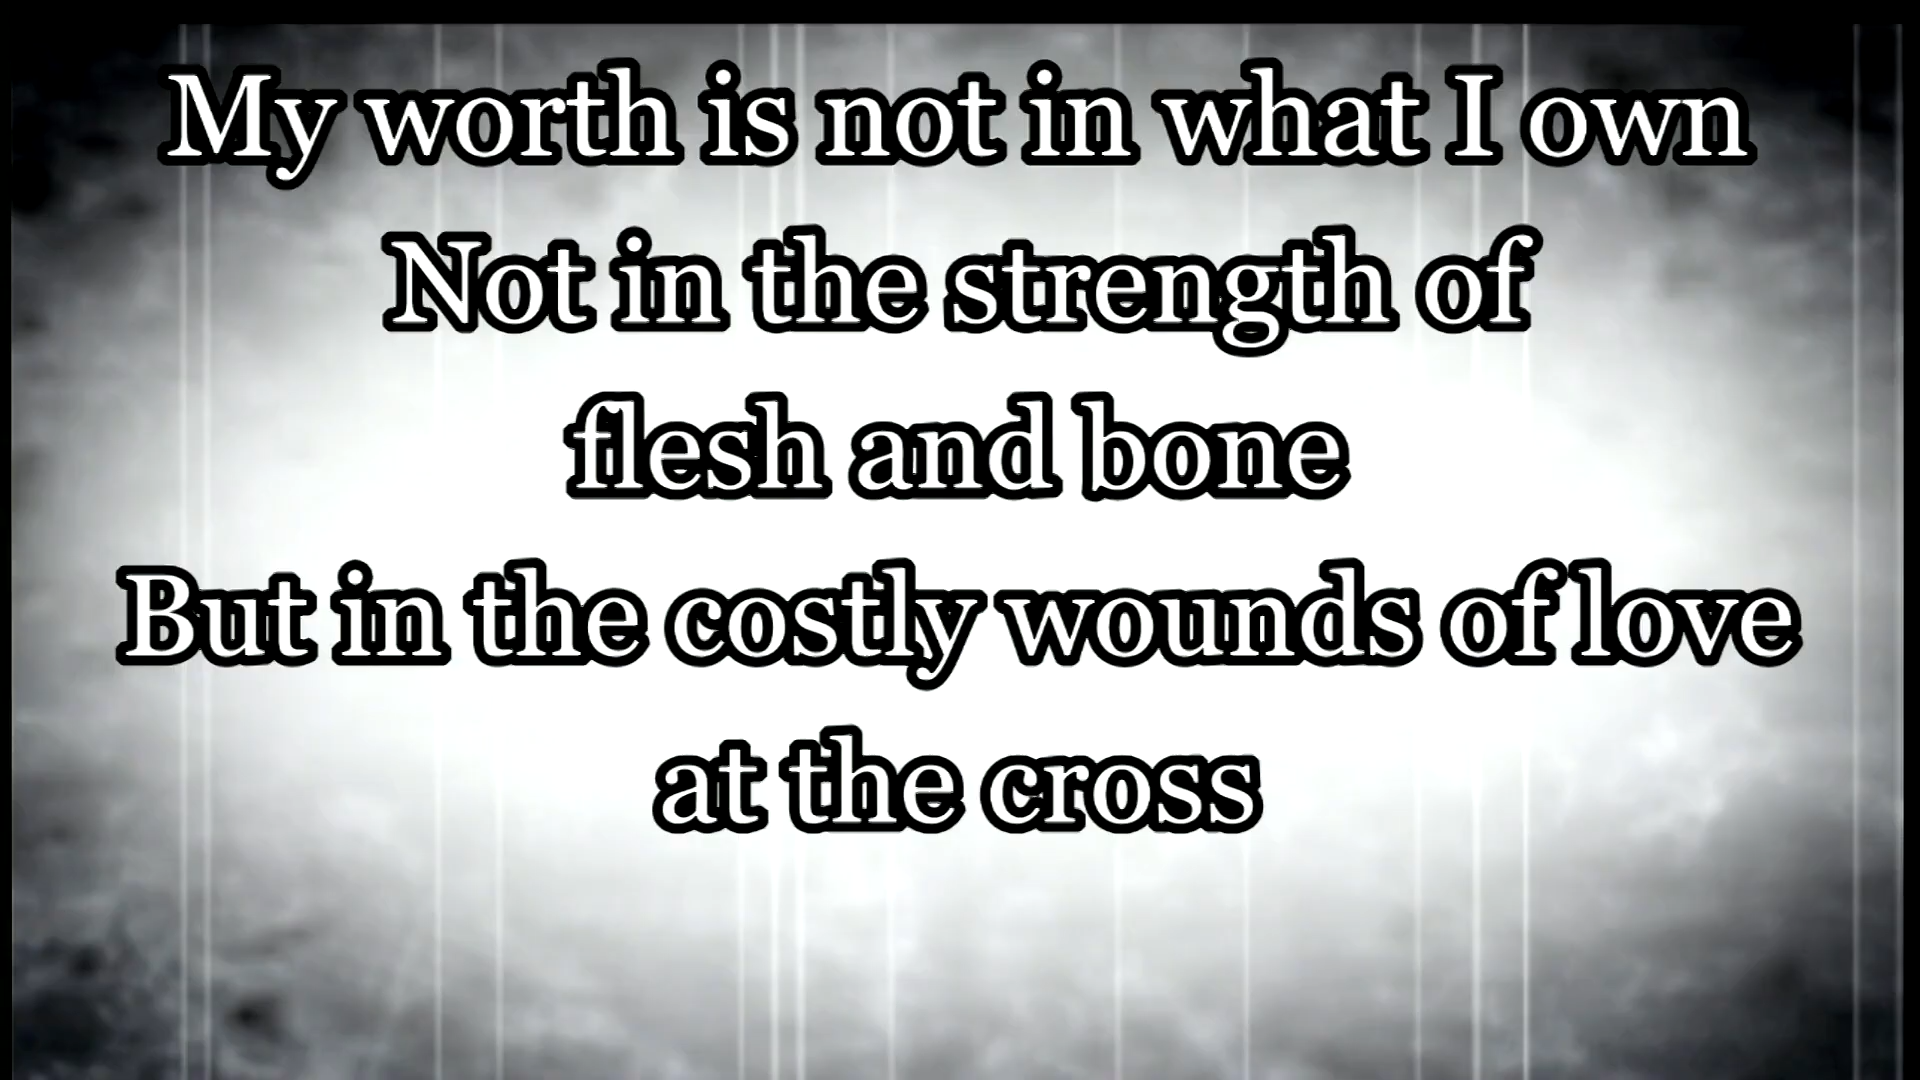 My worth is not in what I own
Not in the strength of
flesh and bone
But in the costly wounds of love
at the cross